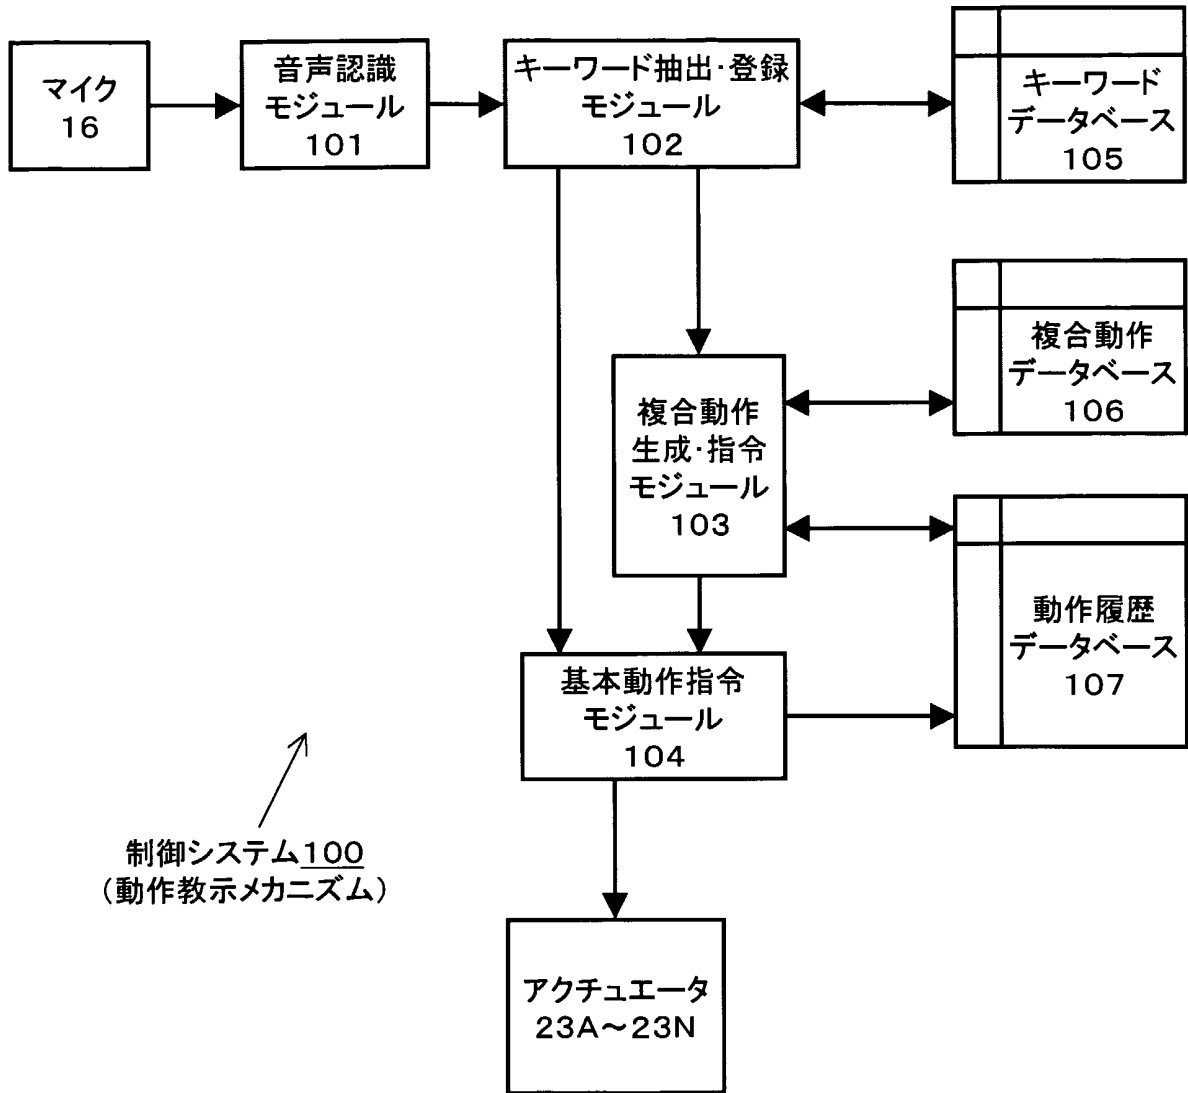 マイク
16
音声認識
モジュール
101
キーワード抽出・登録
モジュール
102
キーワード
データベース
105
複合動作
データベース
106
複合動作
生成・指令
モジュール
103
動作履歴
データベース
107
基本動作指令
モジュール
104
制御システム100
(動作教示メカニズム)
アクチュエータ
23A～23N